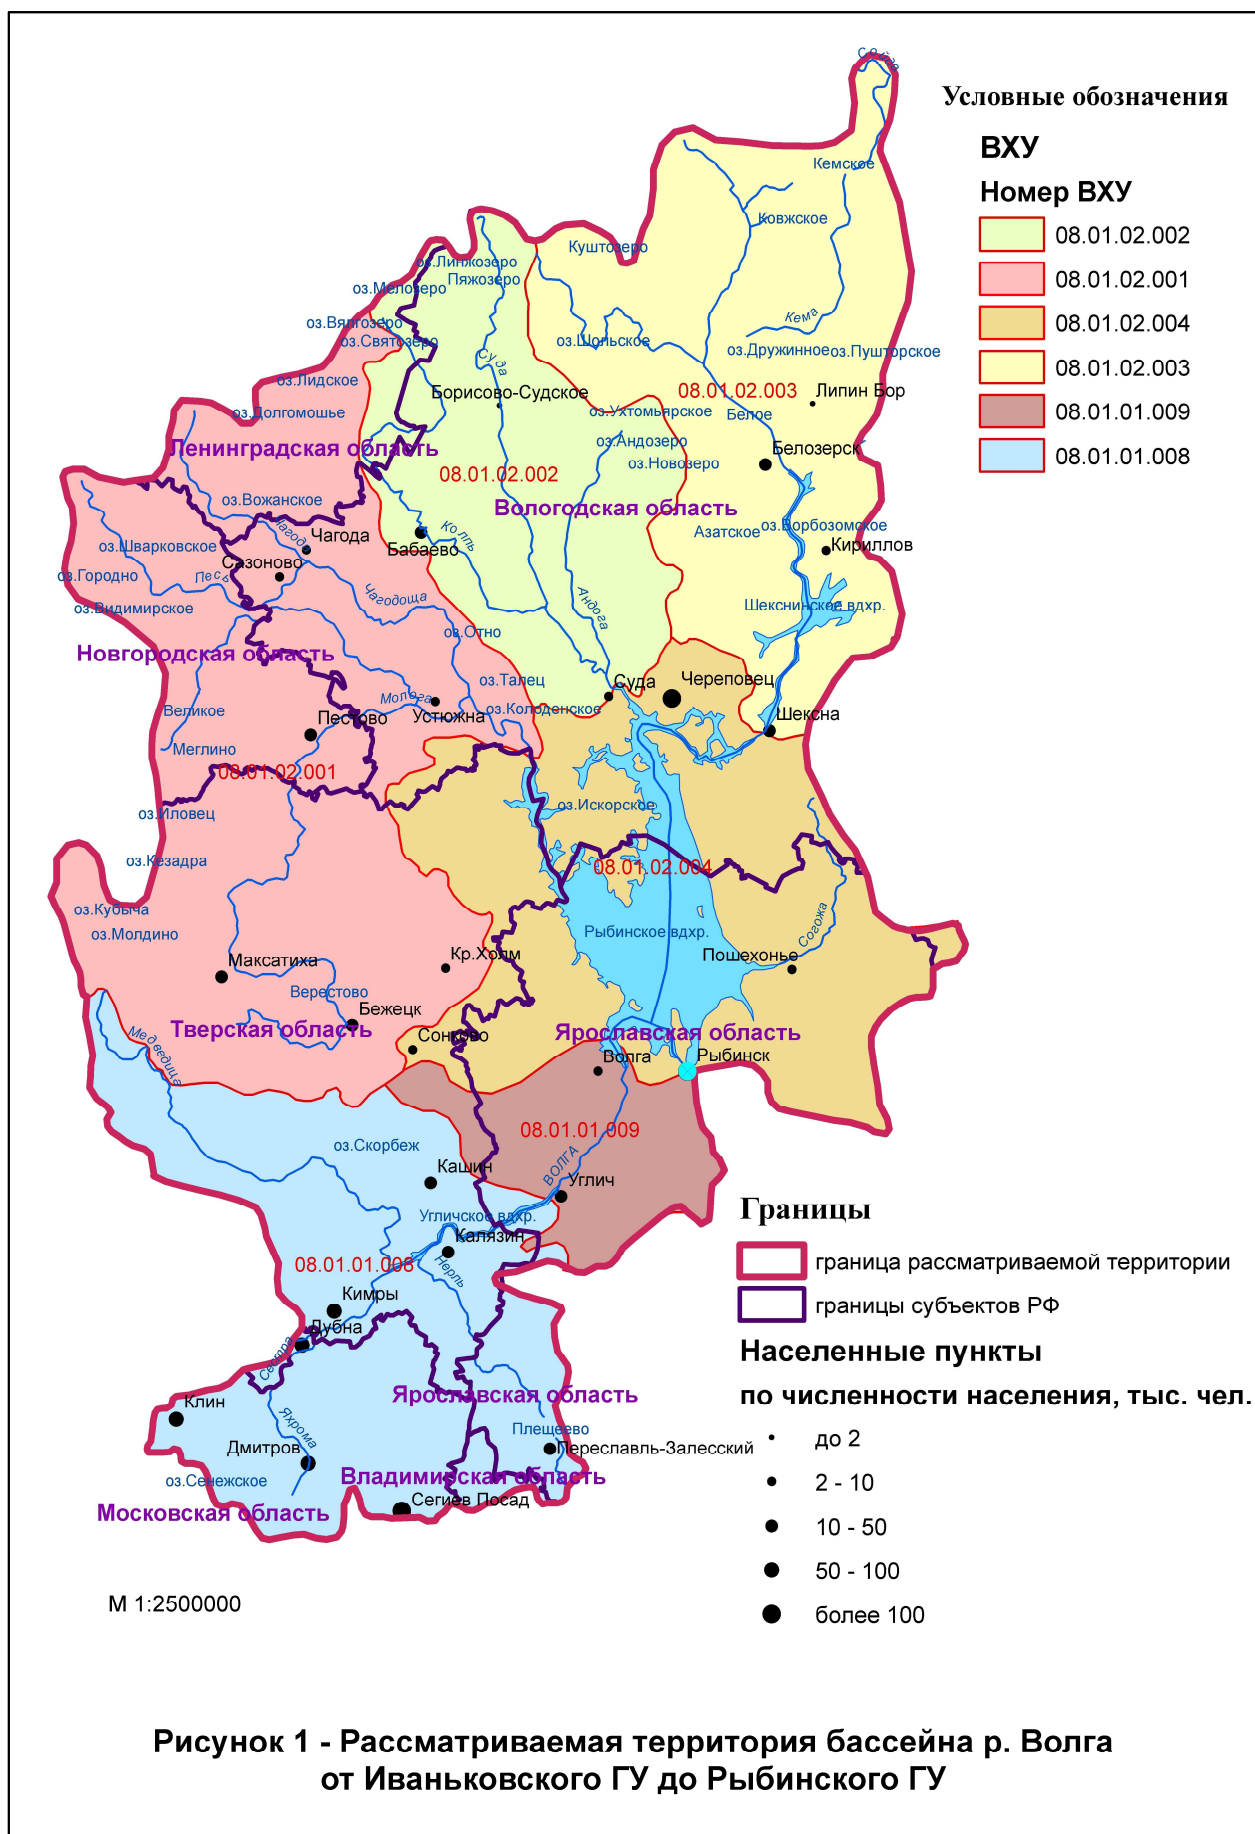 Сойда
Условные обозначения
ВХУ
Номер ВХУ
08.01.02.002
08.01.02.001
08.01.02.004
08.01.02.003
08.01.01.009
08.01.01.008
Кемское
Ковжское
Куштозеро
оз.Линжозеро
Пяжозеро
оз.Мелозеро
оз.Вялгозеро
оз.Святозеро
Кема
оз.Шольское
оз.Дружинное
оз.Пушторское
Суда
оз.Лидское
Борисово-Судское
08.01.02.003
Липин Бор
оз.Долгомошье
оз.Ухтомьярское
Белое
Ленинградская область
оз.Андозеро
Белозерск
оз.Новозеро
08.01.02.002
оз.Вожанское
Вологодская область
Чагода
Чагода
Колпь
Азатское
оз.Борбозомское
оз.Шварковское
Бабаево
Кириллов
Сазоново
оз.Городно
Песь
Чагодоща
Андога
оз.Видимирское
Шекснинское вдхр.
оз.Отно
Новгородская область
оз.Талец
Суда
Череповец
Молога
Великое
Пестово
Устюжна
оз.Колоденское
Шексна
Меглино
08.01.02.001
оз.Иловец
оз.Искорское
оз.Кезадра
08.01.02.004
оз.Кубыча
оз.Молдино
Рыбинское вдхр.
Согожа
Максатиха
Кр.Холм
Пошехонье
Верестово
Бежецк
Тверская область
Сонково
Ярославская область
Медведица
Волга
Рыбинск
08.01.01.009
оз.Скорбеж
Кашин
ВОЛГА
Углич
Угличское вдхр.
Калязин
08.01.01.008
Нерль
Кимры
Дубна
Сестра
Ярославская область
Клин
Яхрома
Плещеево
Дмитров
Переславль-Залесский
оз.Сенежское
Владимирская область
Сегиев Посад
Московская область
Границы
граница рассматриваемой территории
границы субъектов РФ
Населенные пункты
по численности населения, тыс. чел.
до 2
2 - 10
10 - 50
50 - 100
более 100
М 1:2500000
Рисунок 1 - Рассматриваемая территория бассейна р. Волга
от Иваньковского ГУ до Рыбинского ГУ